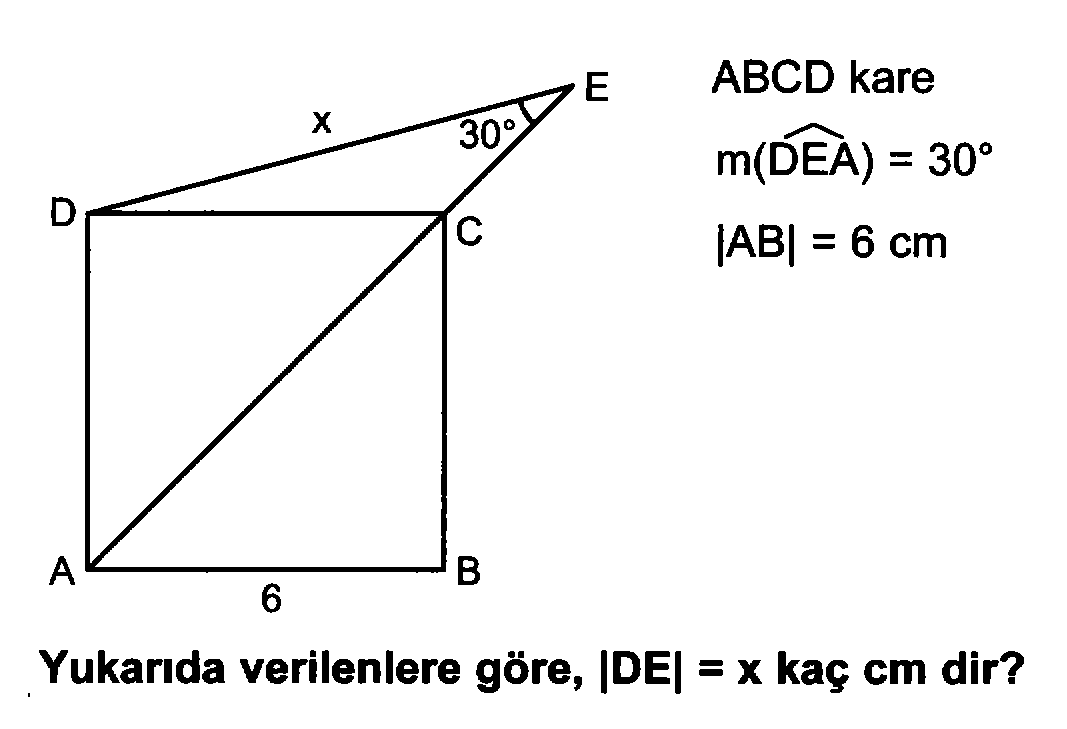 E
x
30°
D
C
A
B
6
ABCD kare
m(DEA) = 30°
|AB| = 6 cm
Yukarıda verilenlere göre, |DE| = x kaç cm dir?